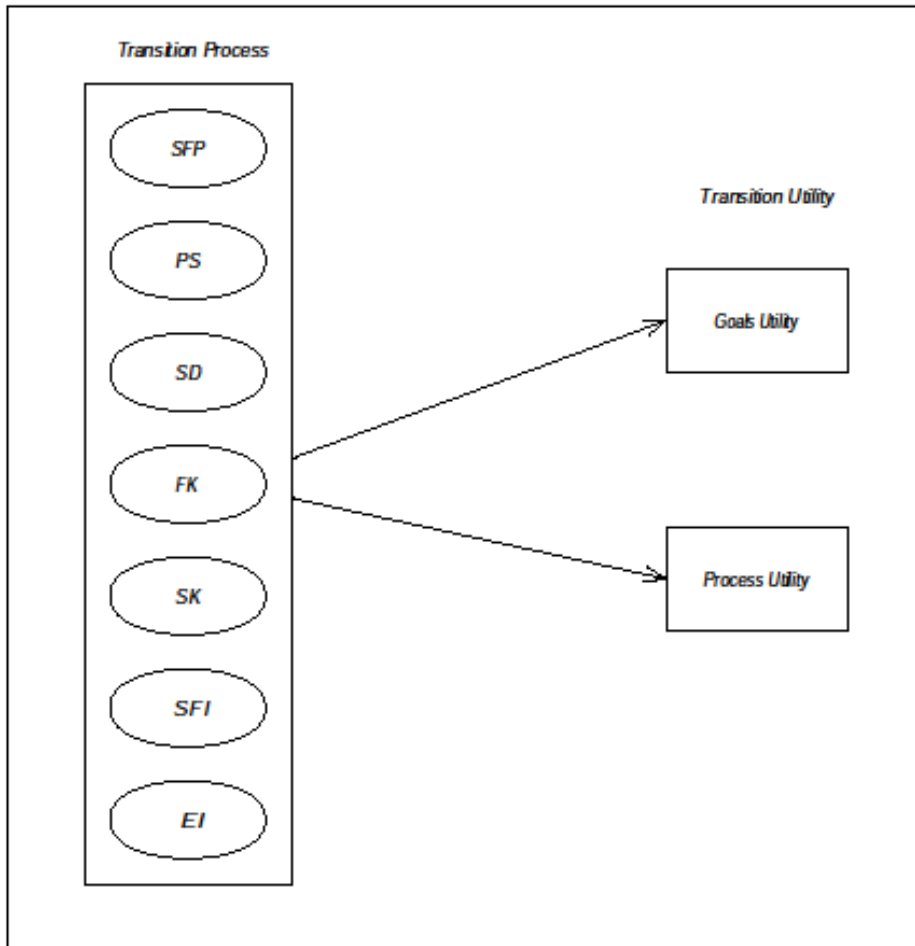 Transition Process
SFP
PS
SD
FK
SK
SFI
EI
Transition Utility
Goals Utility
Process Utility